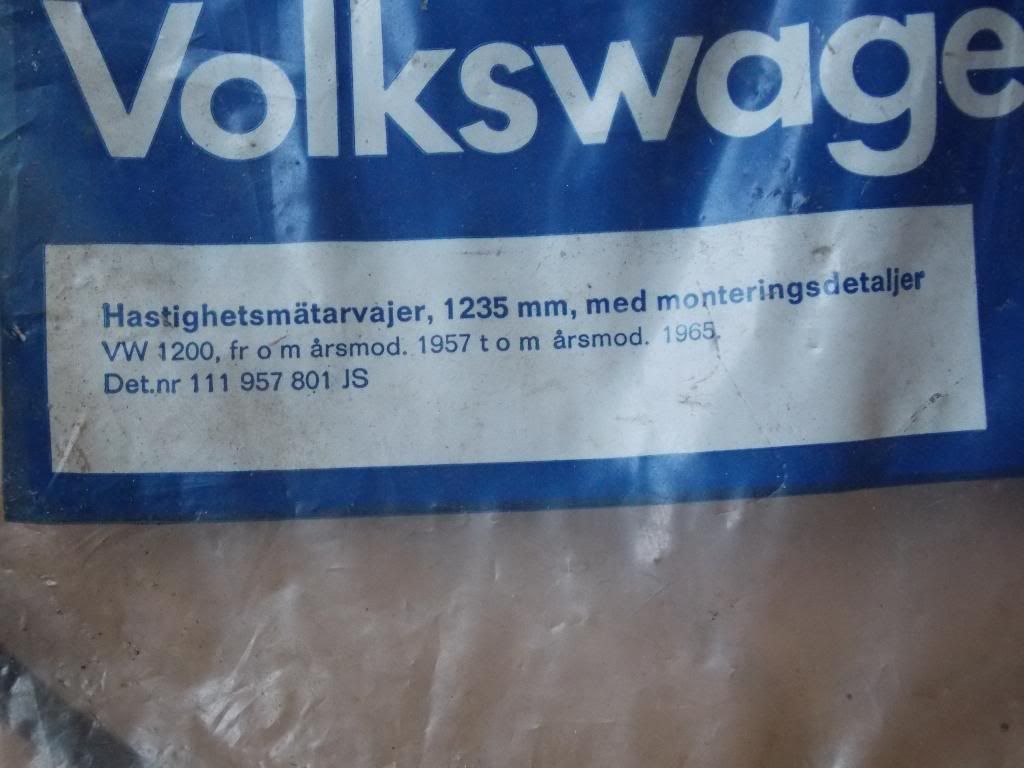 Volkswage
Hastighetsmätarvajer, 1235 mm, med monteringsdetaljer
VW 1200, fr o m årsmod. 1957 t o m årsmod. 1965.
Det.nr 111 957 801 JS